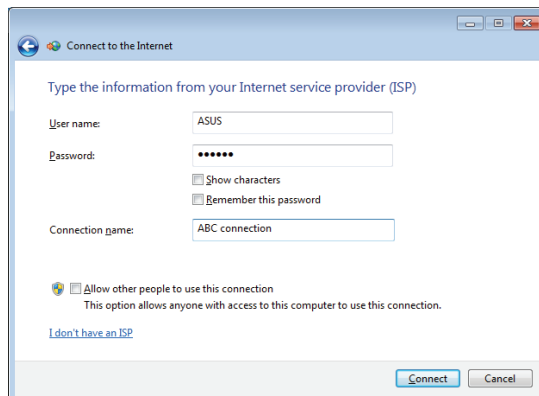 Connect to the Internet
Type the information from your Internet service provider (ISP)
User name: ASUS
Password: ••••••
Show characters
Remember this password
Connection name: ABC connection
Allow other people to use this connection
This option allows anyone with access to this computer to use this connection.
I don't have an ISP
Connect Cancel